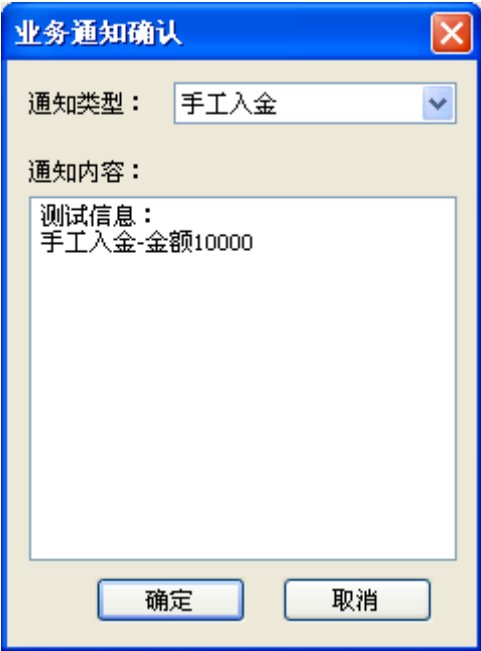 业务通知确认
通知类型： 手工入金
通知内容：
测试信息：
手工入金-金额10000
确定 取消